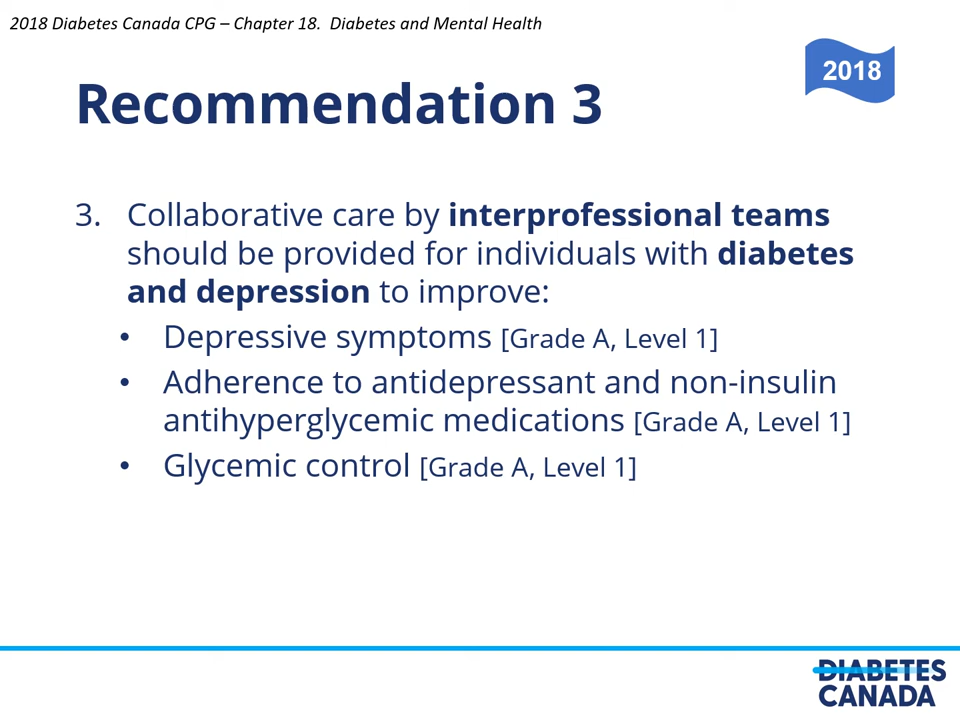 2018 Diabetes Canada CPG – Chapter 18.  Diabetes and Mental Health
2018
Recommendation 3
3. Collaborative care by interprofessional teams
should be provided for individuals with diabetes
and depression to improve:
• Depressive symptoms [Grade A, Level 1]
• Adherence to antidepressant and non-insulin
antihyperglycemic medications [Grade A, Level 1]
• Glycemic control [Grade A, Level 1]
DIABETES
CANADA